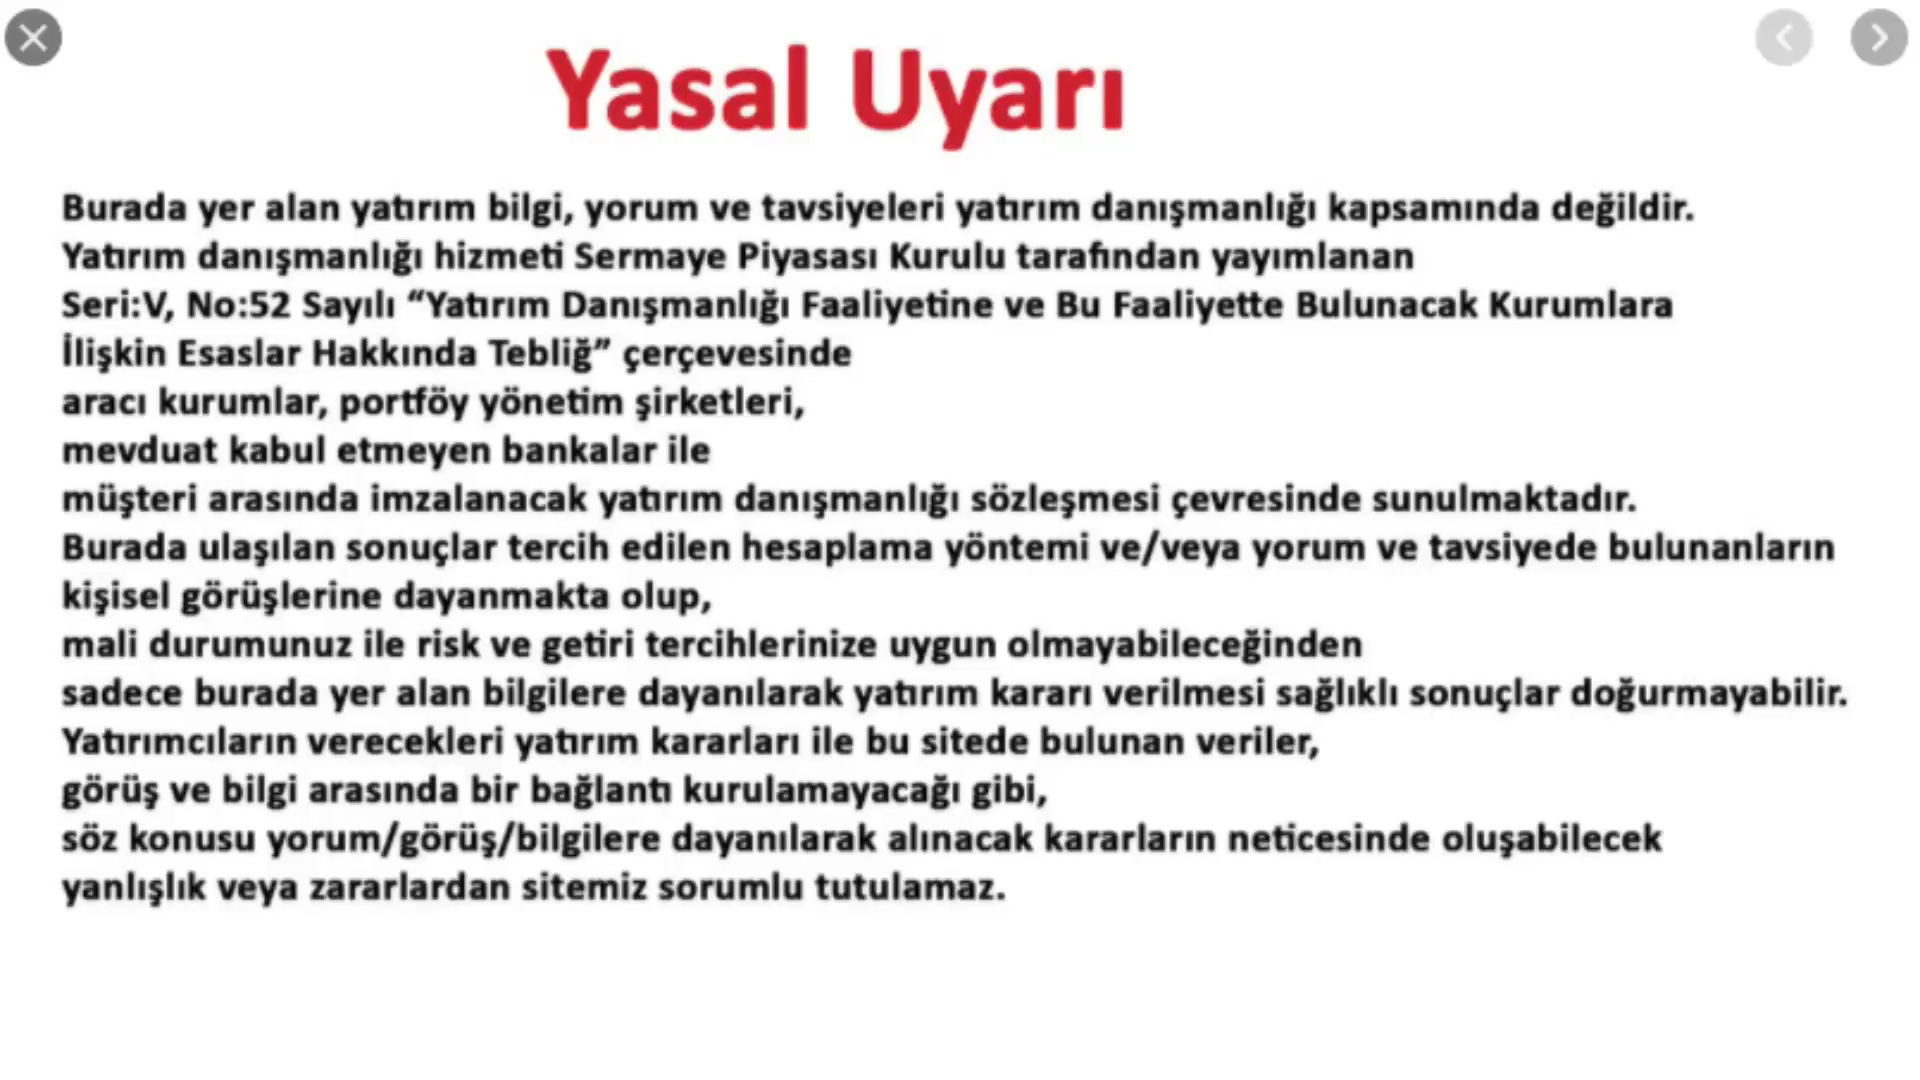 Yasal Uyarı
Burada yer alan yatırım bilgi, yorum ve tavsiyeleri yatırım danışmanlığı kapsamında değildir.
Yatırım danışmanlığı hizmeti Sermaye Piyasası Kurulu tarafından yayımlanan
Seri:V, No:52 Sayılı “Yatırım Danışmanlığı Faaliyetine ve Bu Faaliyette Bulunacak Kurumlara
İlişkin Esaslar Hakkında Tebliğ” çerçevesinde
aracı kurumlar, portföy yönetim şirketleri,
mevduat kabul etmeyen bankalar ile
müşteri arasında imzalanacak yatırım danışmanlığı sözleşmesi çevresinde sunulmaktadır.
Burada ulaşılan sonuçlar tercih edilen hesaplama yöntemi ve/veya yorum ve tavsiyede bulunanların
kişisel görüşlerine dayanmakta olup,
mali durumunuz ile risk ve getiri tercihlerinize uygun olmayabileceğinden
sadece burada yer alan bilgilere dayanılarak yatırım kararı verilmesi sağlıklı sonuçlar doğurmayabilir.
Yatırımcıların verecekleri yatırım kararları ile bu sitede bulunan veriler,
görüş ve bilgi arasında bir bağlantı kurulamayacağı gibi,
söz konusu yorum/görüş/bilgilere dayanılarak alınacak kararların neticesinde oluşabilecek
yanlışlık veya zararlardan sitemiz sorumlu tutulamaz.